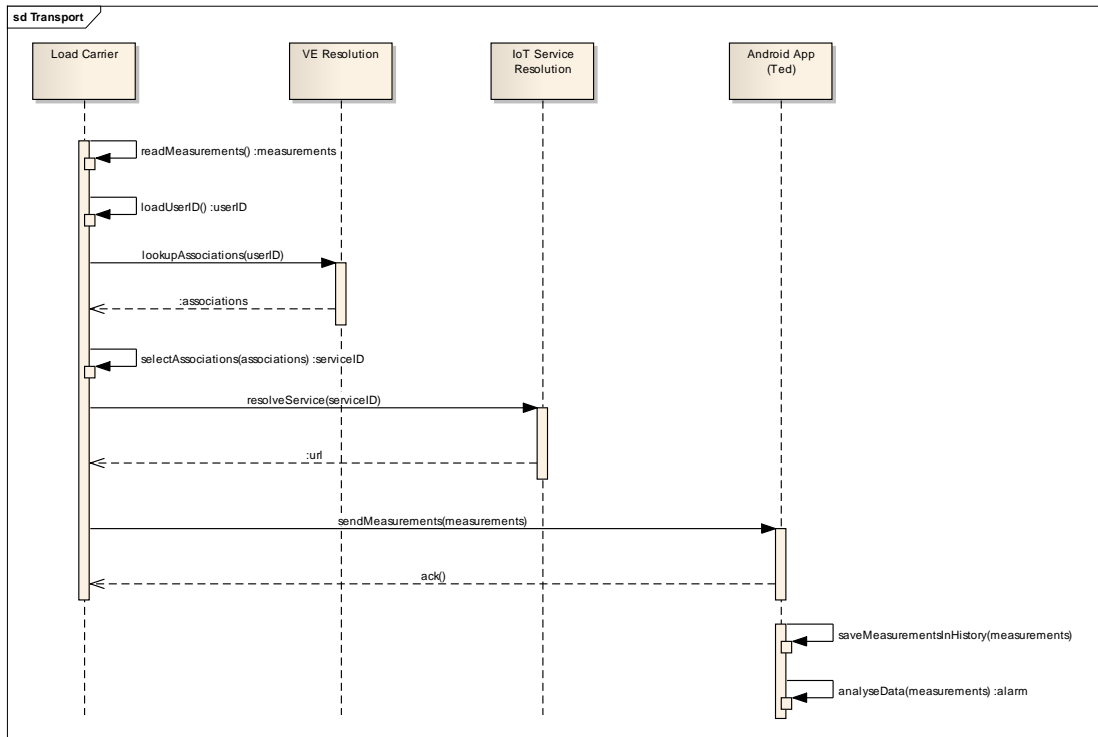 sd Transport
Load Carrier
VE Resolution
IoT Service
Resolution
Android App
(Ted)
readMeasurements() :measurements
loadUserID() :userID
lookupAssociations(userID)
:associations
selectAssociations(associations) :serviceID
resolveService(serviceID)
:url
sendMeasurements(measurements)
ack()
saveMeasurementsInHistory(measurements)
analyseData(measurements) :alarm